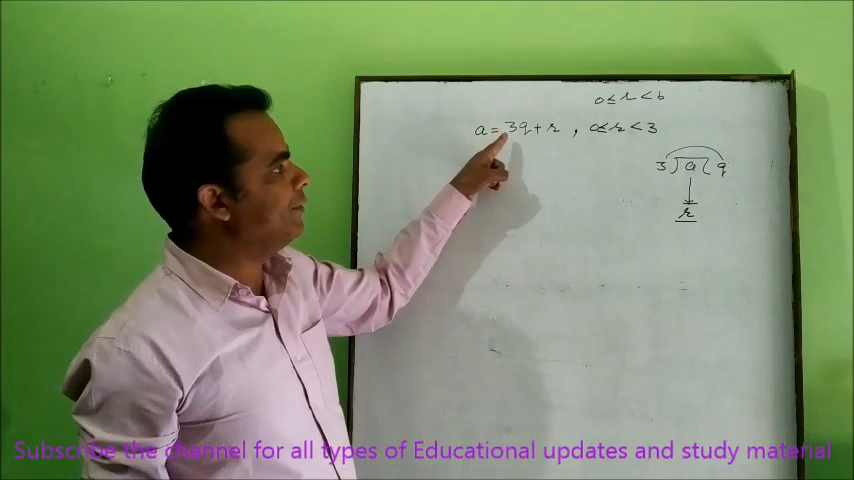 0 ≤ r < b
a = 3q + r , 0 ≤ r < 3
3 ) a ( q
r
Subscribe the channel for all types of Educational updates and study material